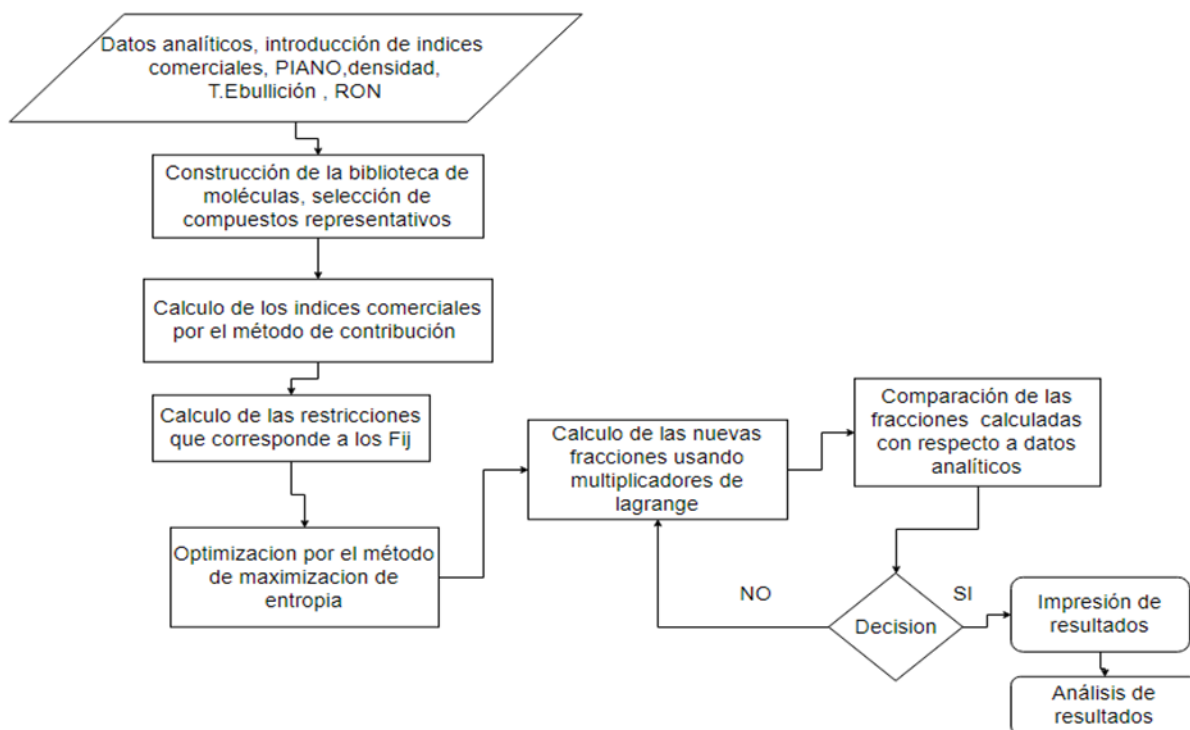 Datos analíticos, introducción de indices
comerciales, PIANO,densidad,
T.Ebullición , RON
Construcción de la biblioteca de
moléculas, selección de
compuestos representativos
Calculo de los indices comerciales
por el método de contribución
Calculo de las restricciones
que corresponde a los Fij
Optimizacion por el método
de maximizacion de
entropia
Calculo de las nuevas
fracciones usando
multiplicadores de
lagrange
Comparación de las
fracciones calculadas
con respecto a datos
analíticos
Decision
NO
SI
Impresión de
resultados
Análisis de
resultados